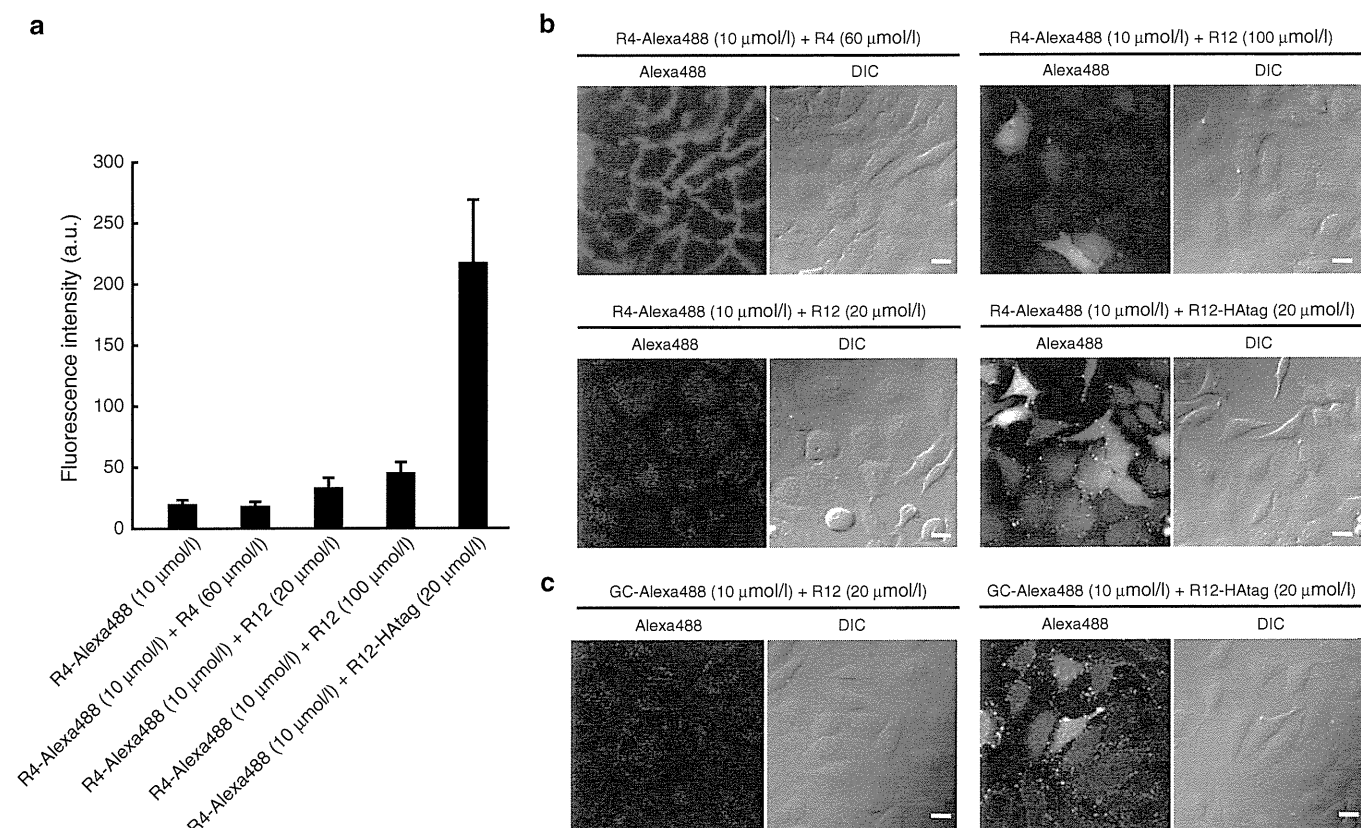 a
300
250
200
150
100
50
0
Fluorescence intensity (a.u.)
R4-Alexa488 (10 μmol/l)
R4-Alexa488 (10 μmol/l) + R4 (60 μmol/l)
R4-Alexa488 (10 μmol/l) + R12 (20 μmol/l)
R4-Alexa488 (10 μmol/l) + R12 (100 μmol/l)
R4-Alexa488 (10 μmol/l) + R12-HAtag (20 μmol/l)
b
R4-Alexa488 (10 μmol/l) + R4 (60 μmol/l)
Alexa488 DIC
R4-Alexa488 (10 μmol/l) + R12 (100 μmol/l)
Alexa488 DIC
R4-Alexa488 (10 μmol/l) + R12 (20 μmol/l)
Alexa488 DIC
R4-Alexa488 (10 μmol/l) + R12-HAtag (20 μmol/l)
Alexa488 DIC
c
GC-Alexa488 (10 μmol/l) + R12 (20 μmol/l)
Alexa488 DIC
GC-Alexa488 (10 μmol/l) + R12-HAtag (20 μmol/l)
Alexa488 DIC